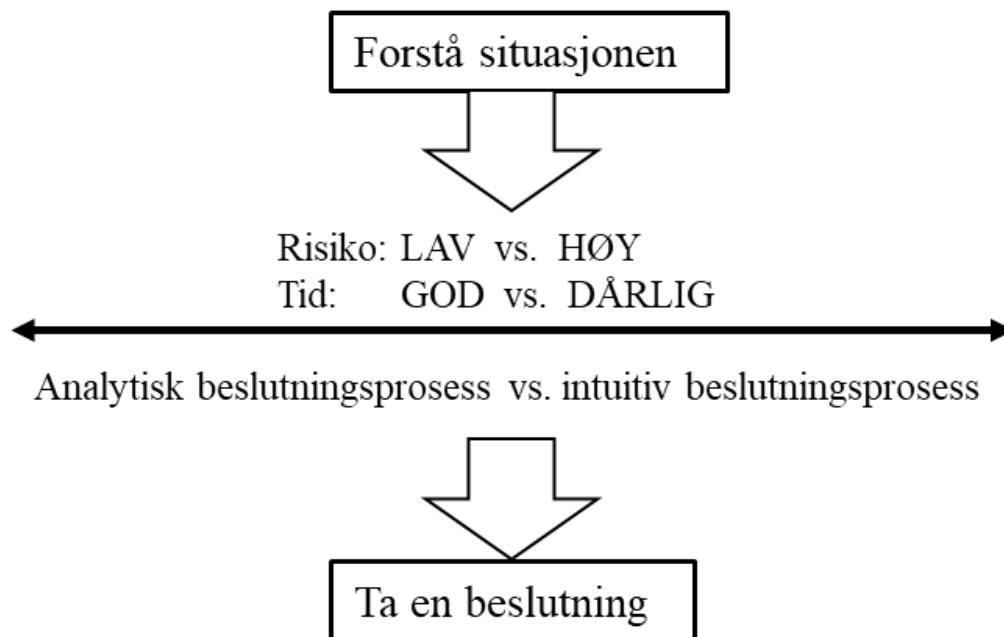 Forstå situasjonen
Risiko: LAV vs. HØY
Tid: GOD vs. DÅRLIG
Analytisk beslutningsprosess vs. intuitiv beslutningsprosess
Ta en beslutning